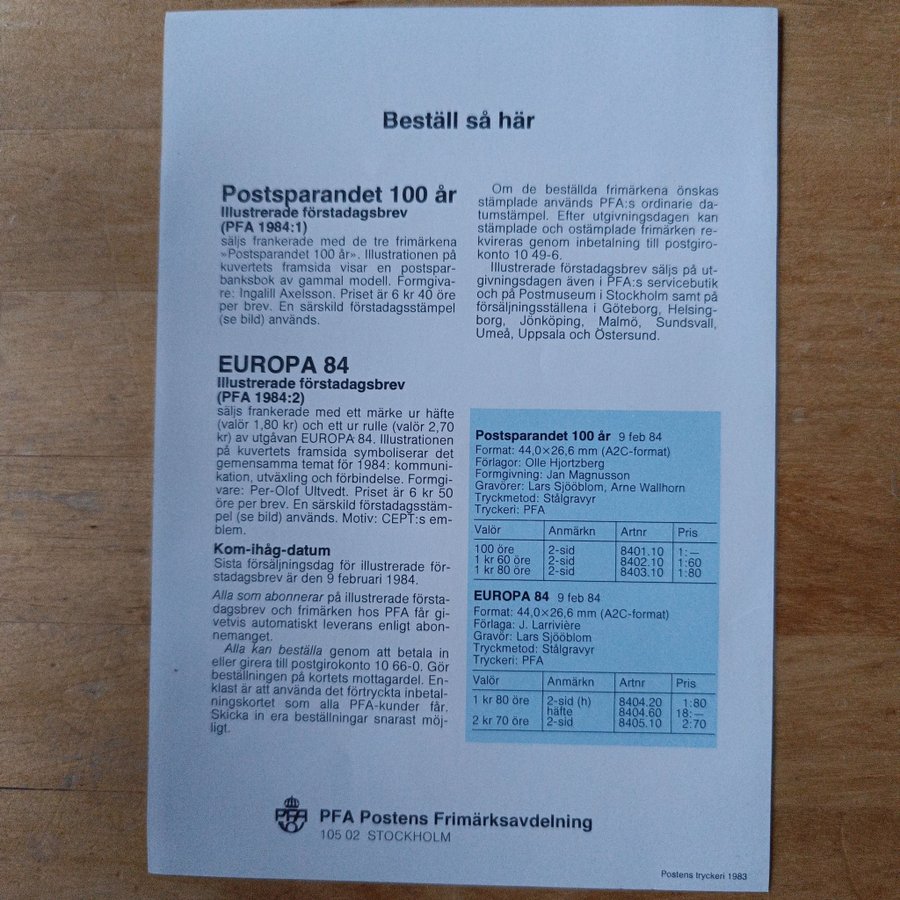 Beställ så här
Postsparandet 100 år
Illustrerade förstadagsbrev
(PFA 1984:1)
säljs frankerade med de tre frimärkena
»Postsparandet 100 år». Illustrationen på
kuvertets framsida visar en postspar-
banksbok av gammal modell. Formgiva-
re: Ingalill Axelsson. Priset är 6 kr 40 öre
per brev. En särskild förstadagsstämpel
(se bild) används.
EUROPA 84
Illustrerade förstadagsbrev
(PFA 1984:2)
säljs frankerade med ett märke ur häfte
(valör 1,80 kr) och ett ur rulle (valör 2,70
kr) av utgåvan EUROPA 84. Illustrationen
på kuvertets framsida symboliserar det
gemensamma temat för 1984: kommuni-
kation, utväxling och förbindelse. Formgi-
vare: Per-Olof Ultvedt. Priset är 6 kr 50
öre per brev. En särskild förstadagsstäm-
pel (se bild) används. Motiv: CEPT:s em-
blem.
Kom-ihåg-datum
Sista försäljningsdag för illustrerade för-
stadagsbrev är den 9 februari 1984.
Alla som abonnerar på illustrerade första-
dagsbrev och frimärken hos PFA får gi-
vetvis automatiskt leverans enligt abon-
nemanget.
Alla kan beställa genom att betala in
eller girera till postgirokonto 10 66-0. Gör
beställningen på kortets mottagardel. En-
klast är att använda det förtryckta inbetal-
ningskortet som alla PFA-kunder får.
Skicka in era beställningar snarast möj-
ligt.
Om de beställda frimärkena önskas
stämplade används PFA:s ordinarie da-
tumstämpel. Efter utgivningsdagen kan
stämplade och ostämplade frimärken re-
kvireras genom inbetalning till postgiro-
konto 10 49-6.
Illustrerade förstadagsbrev säljs på ut-
givningsdagen även i PFA:s servicebutik
och på Postmuseum i Stockholm samt på
försäljningsställena i Göteborg, Helsing-
borg, Jönköping, Malmö, Sundsvall,
Umeå, Uppsala och Östersund.
Postsparandet 100 år 9 feb 84
Format: 44,0×26,6 mm (A2C-format)
Förlagor: Olle Hjortzberg
Formgivning: Jan Magnusson
Gravörer: Lars Sjööblom, Arne Wallhorn
Tryckmetod: Stålgravyr
Tryckeri: PFA
Valör Anmärkn Artnr Pris
100 öre 2-sid 8401.10 1:—
1 kr 60 öre 2-sid 8402.10 1:60
1 kr 80 öre 2-sid 8403.10 1:80
EUROPA 84 9 feb 84
Format: 44,0×26,6 mm (A2C-format)
Förlaga: J. Larrivière
Gravör: Lars Sjööblom
Tryckmetod: Stålgravyr
Tryckeri: PFA
Valör Anmärkn Artnr Pris
1 kr 80 öre 2-sid (h) 8404.20 1:80
häfte 8404.60 18:—
2 kr 70 öre 2-sid 8405.10 2:70
PFA
PFA Postens Frimärksavdelning
105 02 STOCKHOLM
Postens tryckeri 1983